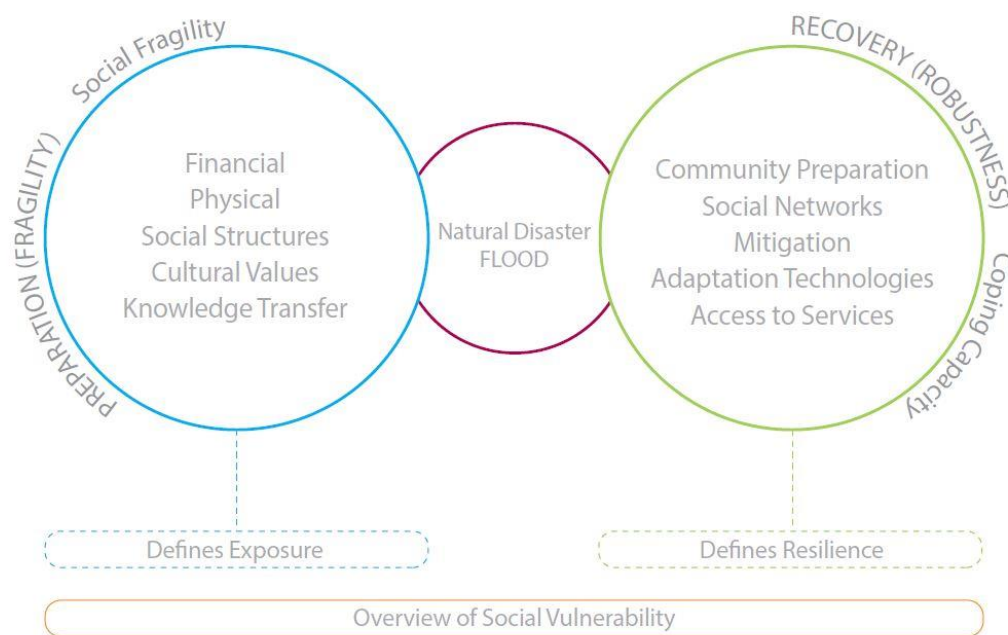 Social Fragility
PREPARATION (FRAGILITY)
Financial
Physical
Social Structures
Cultural Values
Knowledge Transfer
Natural Disaster
FLOOD
RECOVERY (ROBUSTNESS)
Coping Capacity
Community Preparation
Social Networks
Mitigation
Adaptation Technologies
Access to Services
Defines Exposure
Defines Resilience
Overview of Social Vulnerability